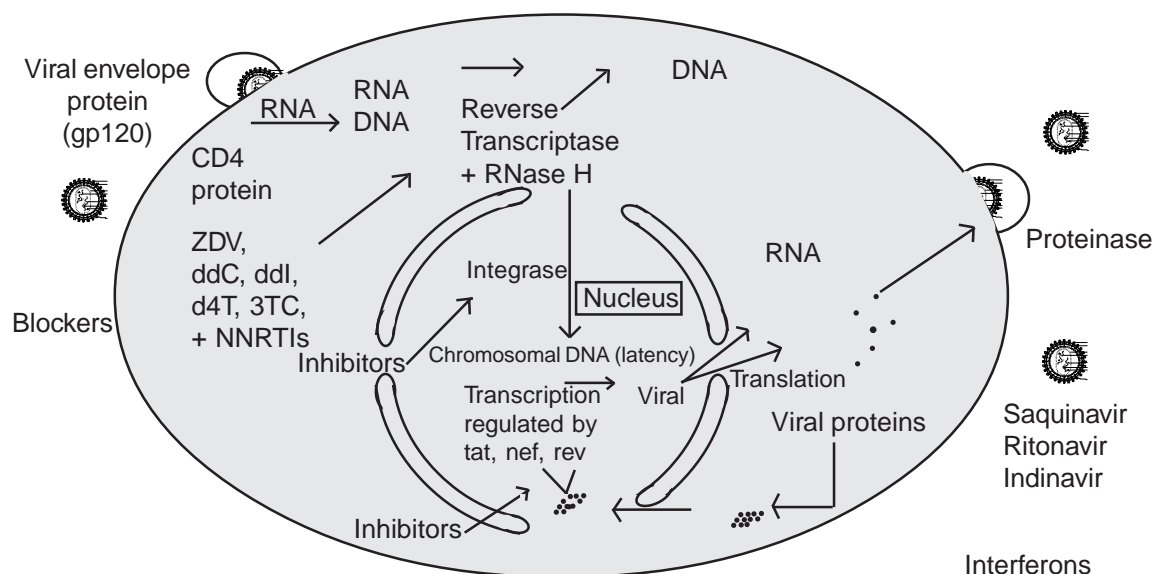 Viral envelope
protein
(gp120)
RNA
RNA
DNA
Reverse
Transcriptase
+ RNase H
DNA
CD4
protein
ZDV,
ddC, ddI,
d4T, 3TC,
+ NNRTIs
Blockers
Inhibitors
Integrase
Nucleus
RNA
Proteinase
Chromosomal DNA (latency)
Transcription
regulated by
tat, nef, rev
Viral
Translation
Viral proteins
Inhibitors
Saquinavir
Ritonavir
Indinavir
Interferons